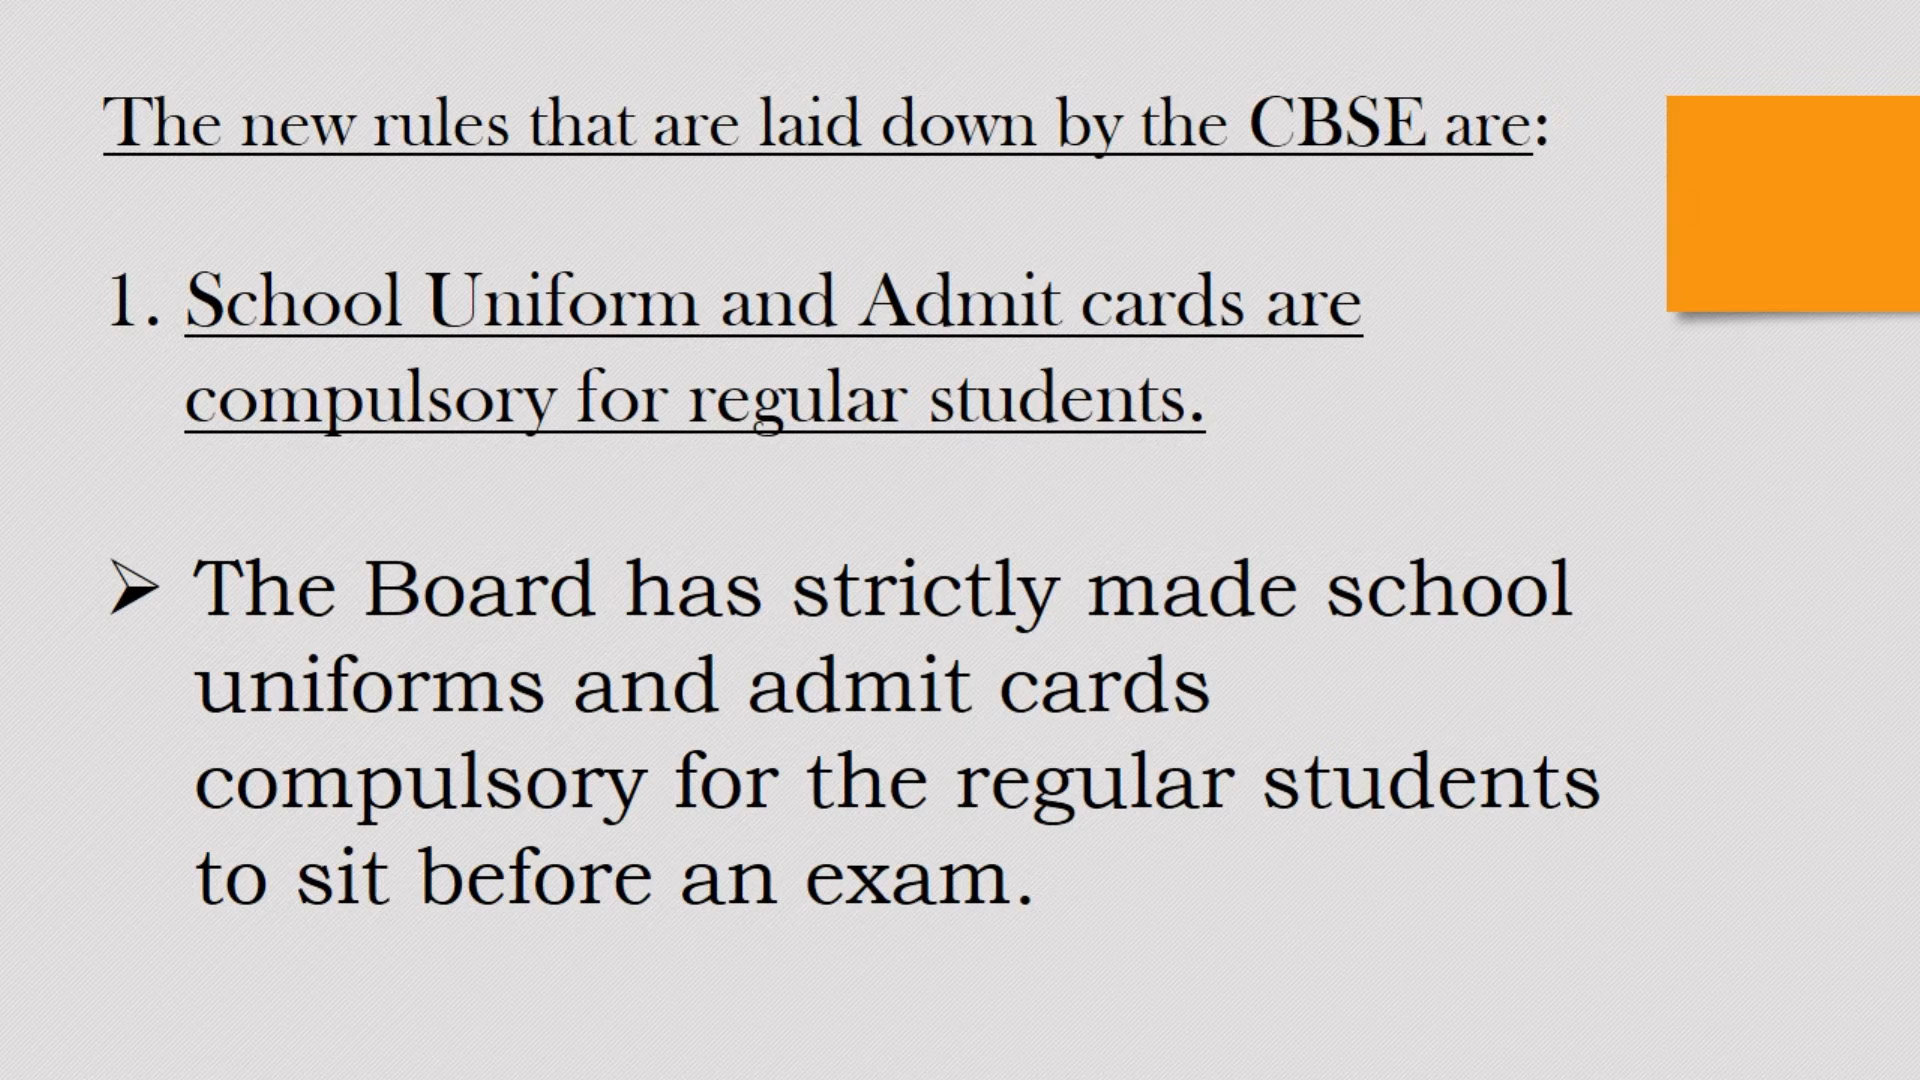 The new rules that are laid down by the CBSE are:
1. School Uniform and Admit cards are
compulsory for regular students.
➢ The Board has strictly made school
uniforms and admit cards
compulsory for the regular students
to sit before an exam.